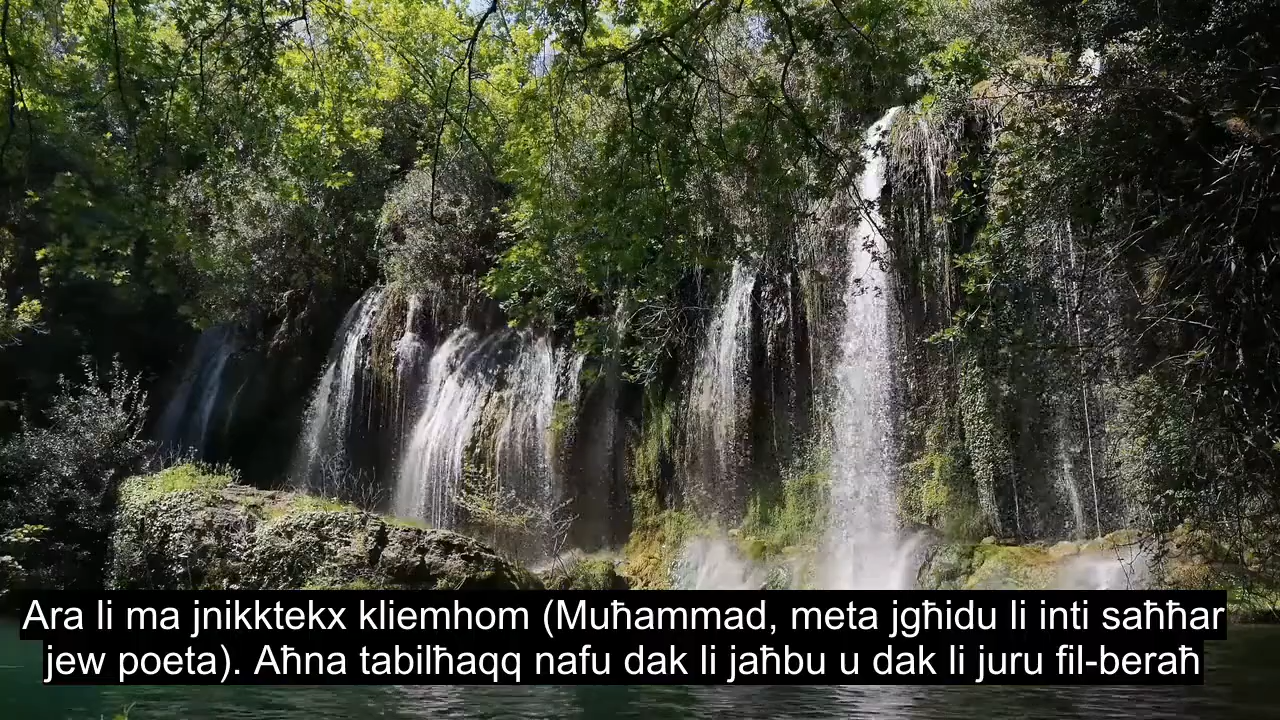 Ara li ma jnikktekx kliemhom (Muħammad, meta jgħidu li inti saħħar
jew poeta). Aħna tabilħaqq nafu dak li jaħbu u dak li juru fil-beraħ